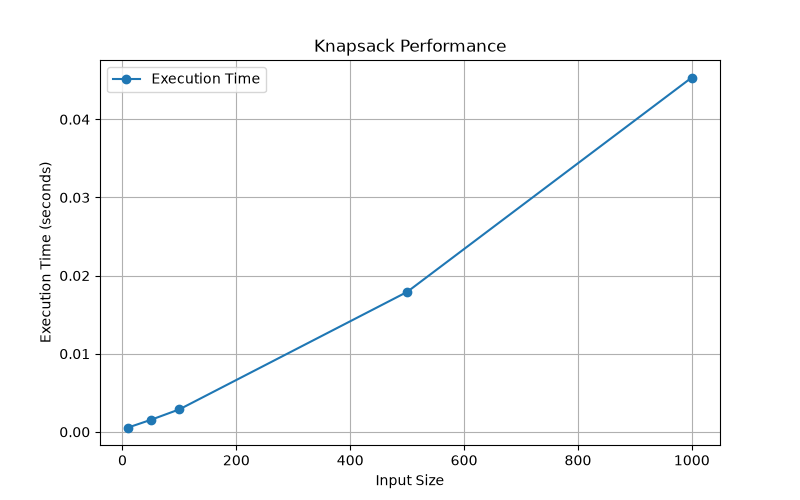 Knapsack Performance
Execution Time
Execution Time (seconds)
0.04
0.03
0.02
0.01
0.00
0 200 400 600 800 1000
Input Size